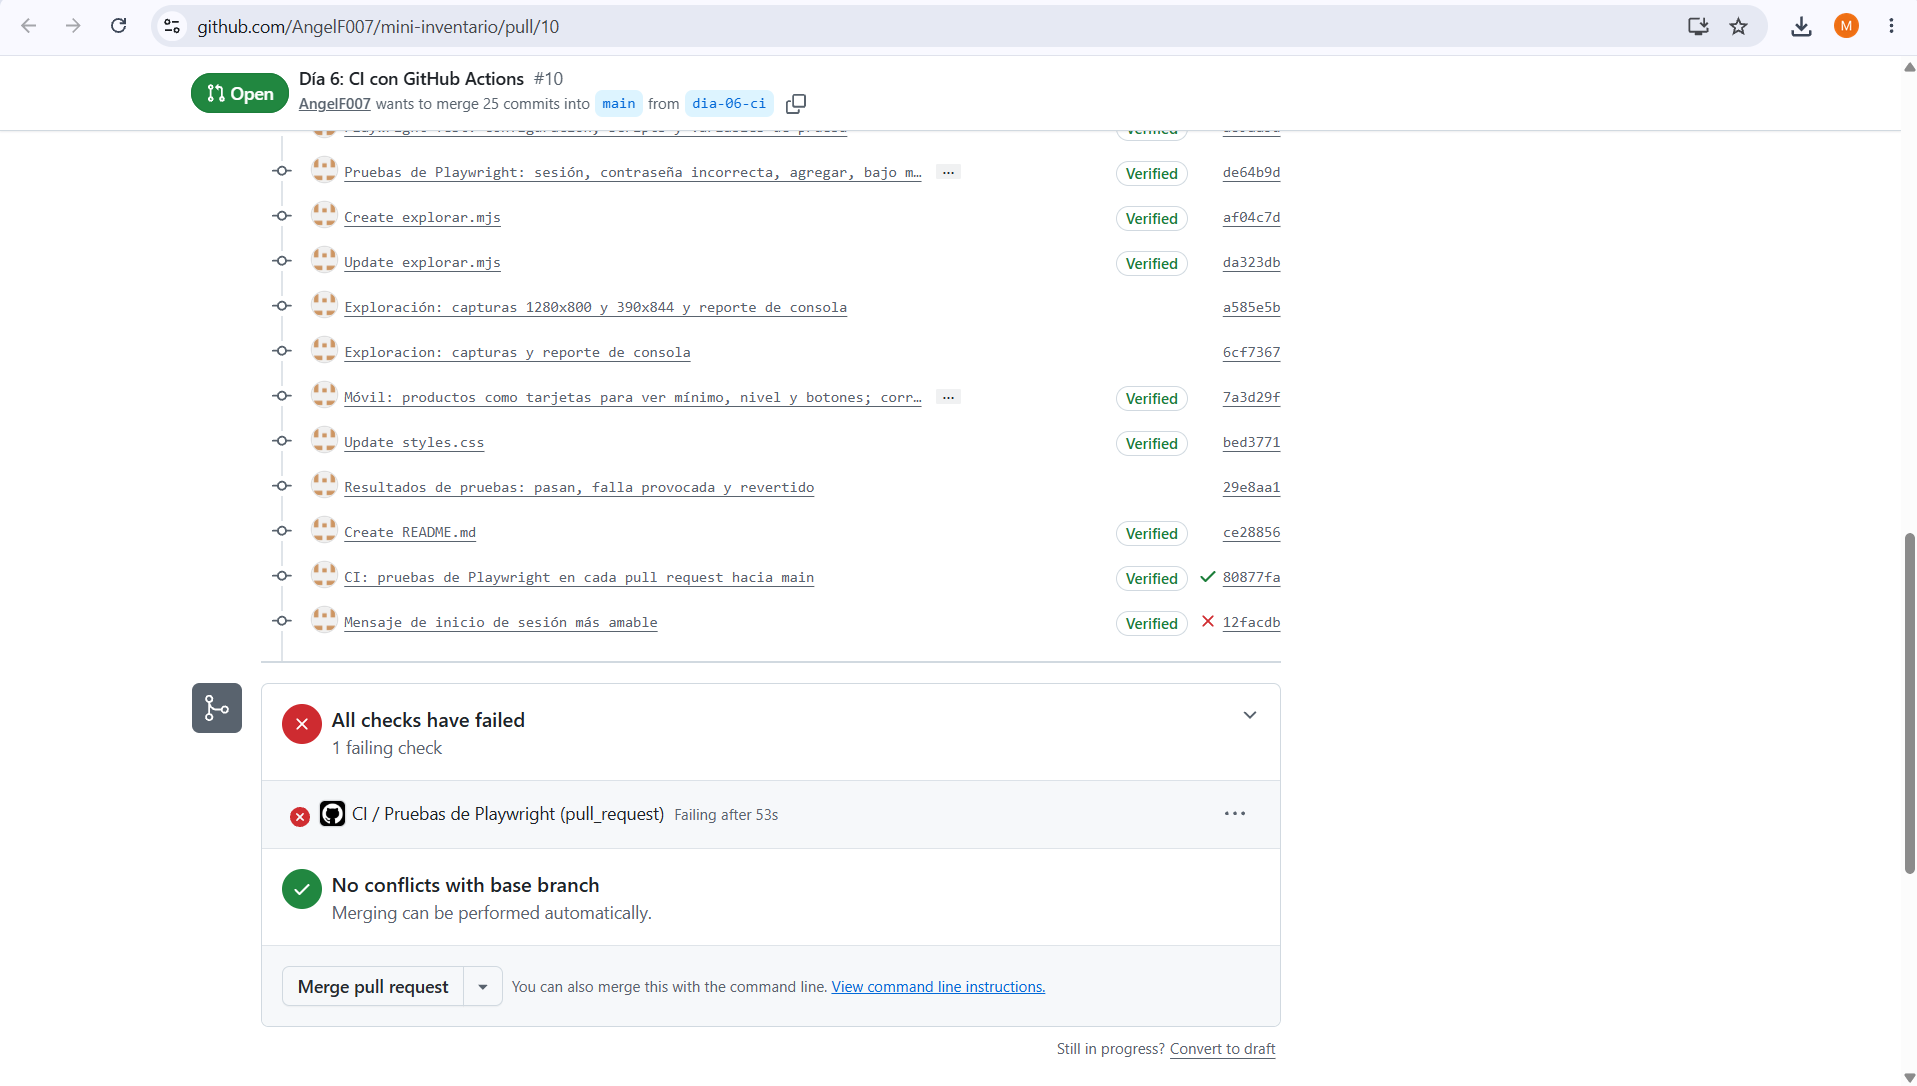 github.com/AngelF007/mini-inventario/pull/10
M
Open
Día 6: CI con GitHub Actions #10
AngelF007 wants to merge 25 commits into main from dia-06-ci
Pruebas de Playwright: sesión, contraseña incorrecta, agregar, bajo m… ... Verified de64b9d
Create explorar.mjs Verified af04c7d
Update explorar.mjs Verified da323db
Exploración: capturas 1280x800 y 390x844 y reporte de consola a585e5b
Exploracion: capturas y reporte de consola 6cf7367
Móvil: productos como tarjetas para ver mínimo, nivel y botones; corr… ... Verified 7a3d29f
Update styles.css Verified bed3771
Resultados de pruebas: pasan, falla provocada y revertido 29e8aa1
Create README.md Verified ce28856
CI: pruebas de Playwright en cada pull request hacia main Verified 80877fa
Mensaje de inicio de sesión más amable Verified 12facdb
All checks have failed
1 failing check
CI / Pruebas de Playwright (pull_request) Failing after 53s
No conflicts with base branch
Merging can be performed automatically.
Merge pull request You can also merge this with the command line. View command line instructions.
Still in progress? Convert to draft